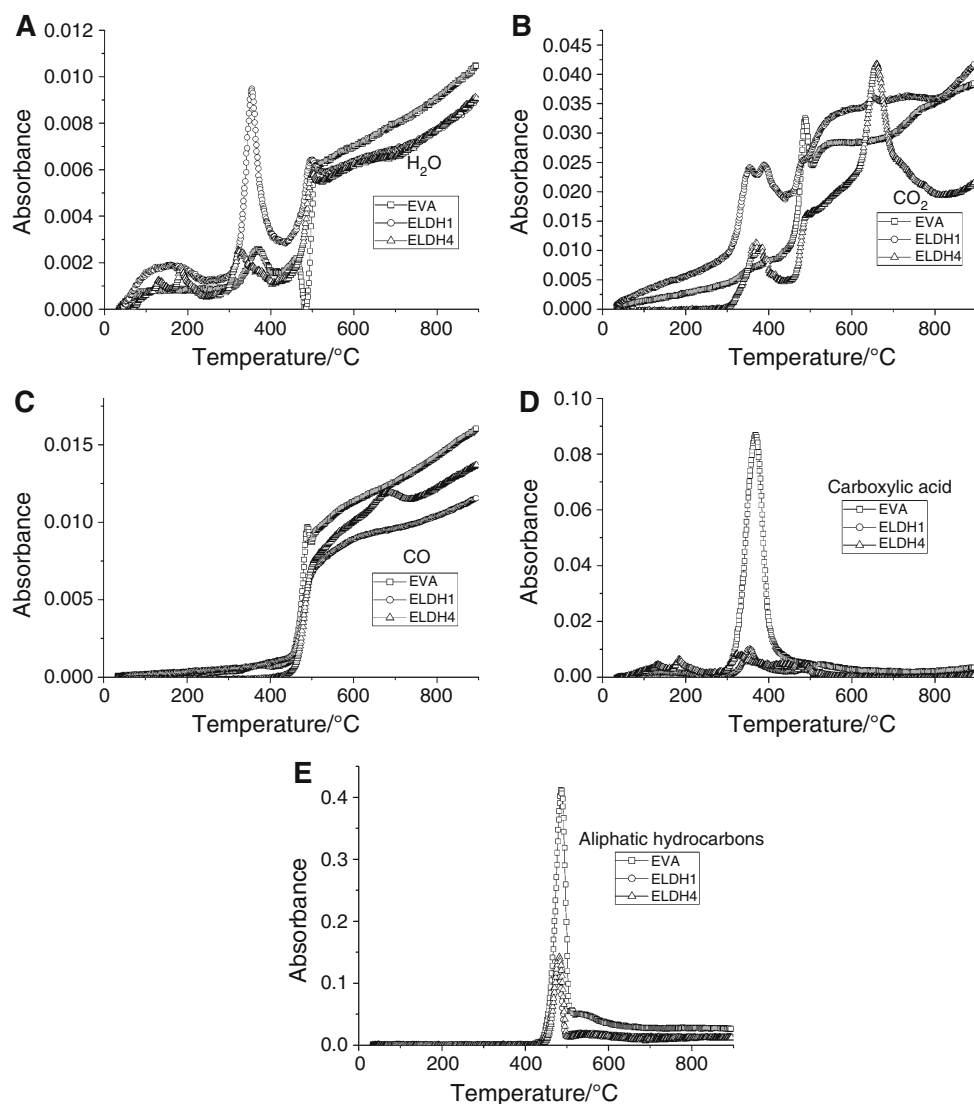 A
0.012
0.010
0.008
0.006
0.004
0.002
0.000
Absorbance
H2O
EVA
ELDH1
ELDH4
0 200 400 600 800
Temperature/°C
B
0.045
0.040
0.035
0.030
0.025
0.020
0.015
0.010
0.005
0.000
Absorbance
CO2
EVA
ELDH1
ELDH4
0 200 400 600 800
Temperature/°C
C
0.015
0.010
0.005
0.000
Absorbance
CO
EVA
ELDH1
ELDH4
0 200 400 600 800
Temperature/°C
D
0.10
0.08
0.06
0.04
0.02
0.00
Absorbance
Carboxylic acid
EVA
ELDH1
ELDH4
0 200 400 600 800
Temperature/°C
E
0.4
0.3
0.2
0.1
0.0
Absorbance
Aliphatic hydrocarbons
EVA
ELDH1
ELDH4
0 200 400 600 800
Temperature/°C